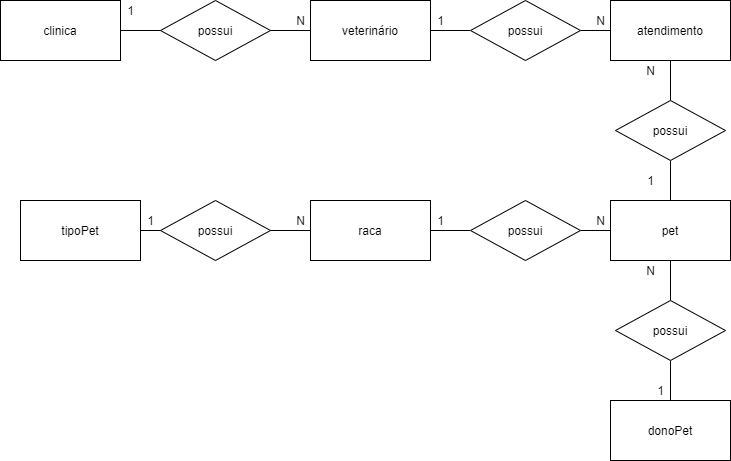 clinica 1 possui N veterinário 1 possui N atendimento
N
possui
1
tipoPet 1 possui N raca 1 possui N pet
N
possui
1
donoPet